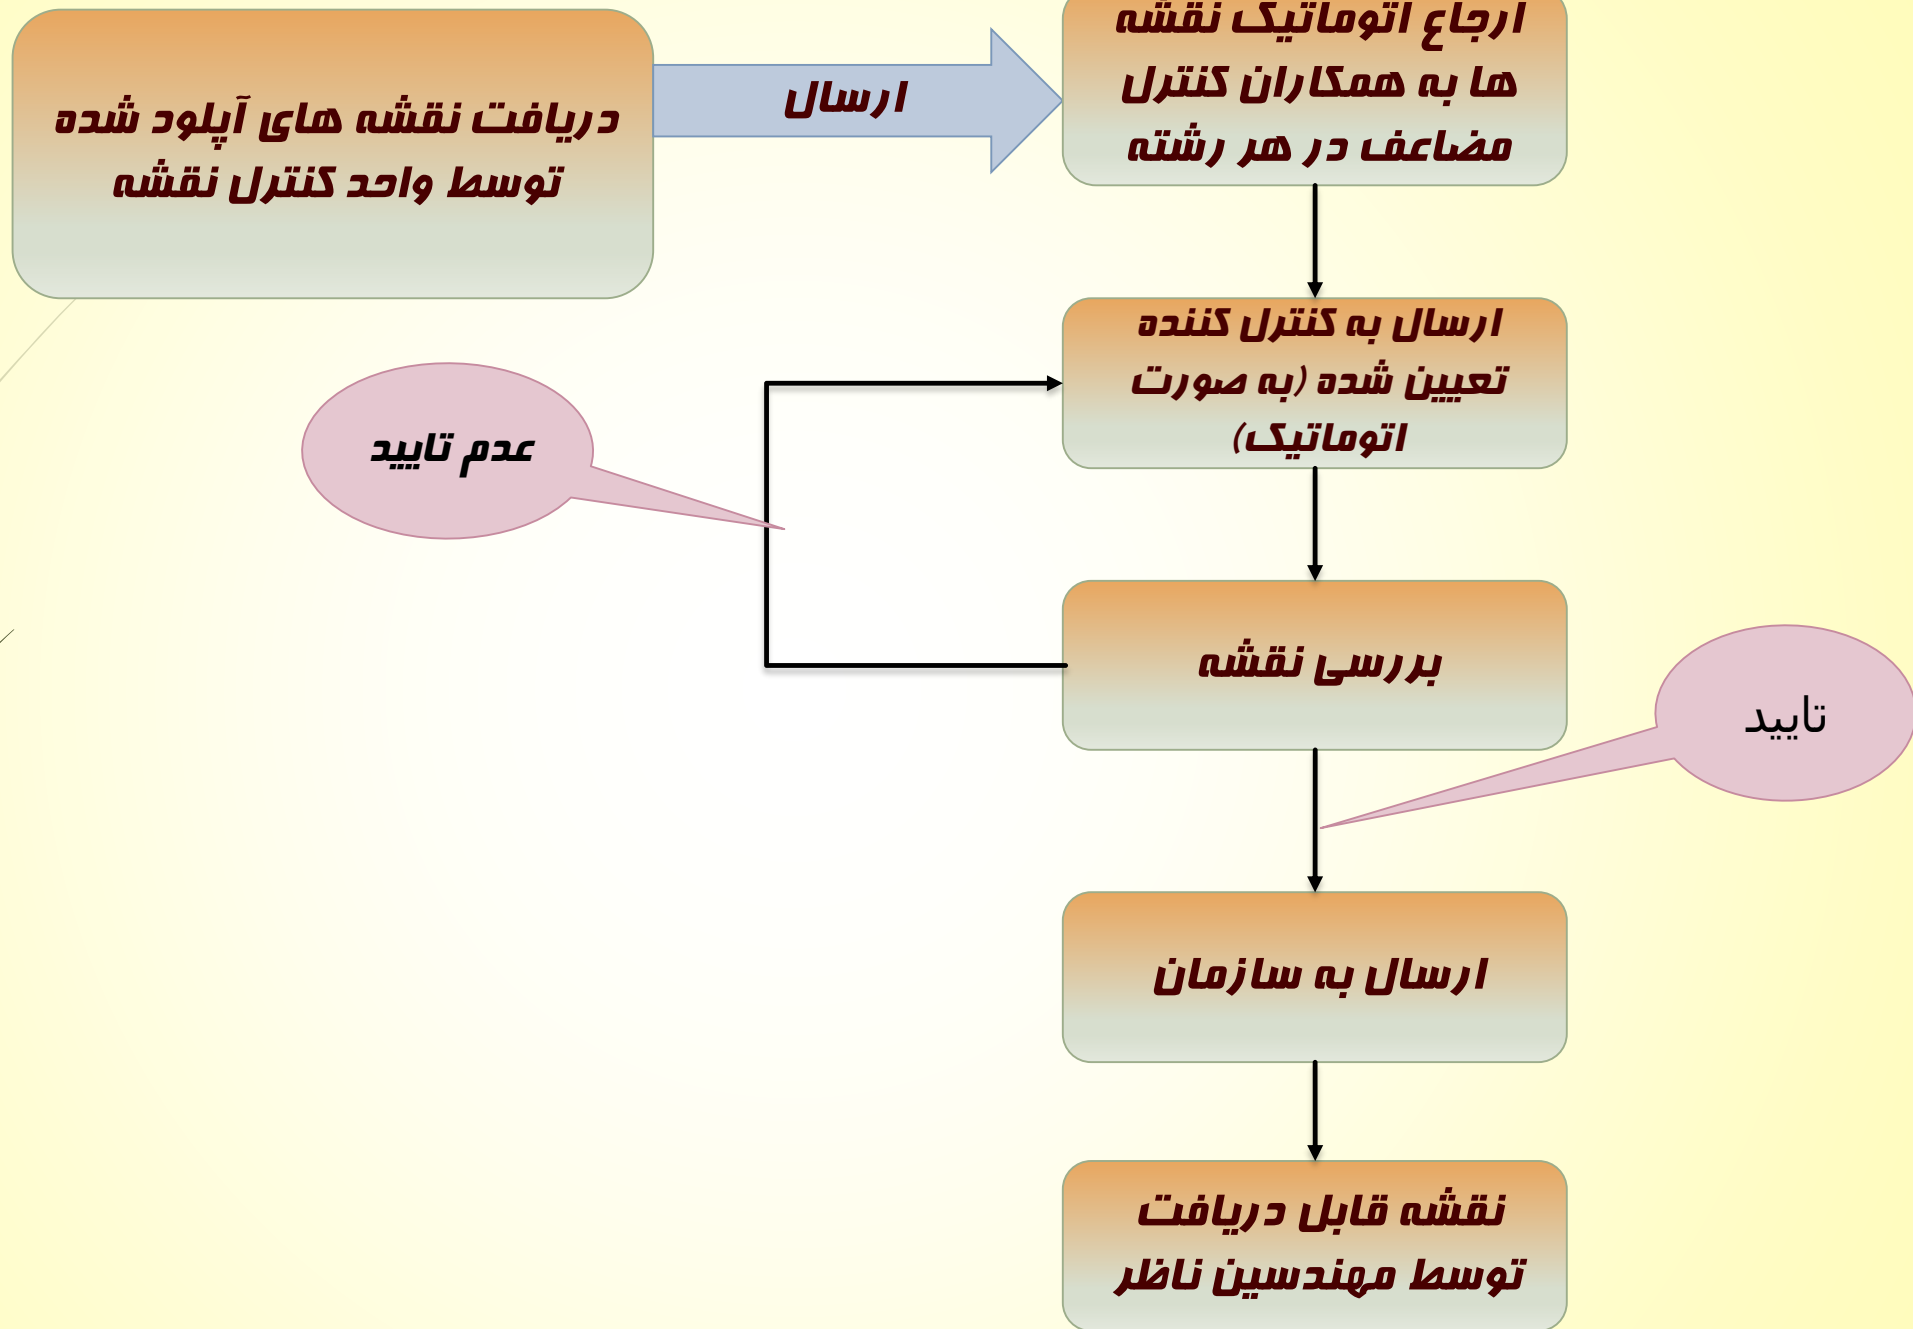 دریافت نقشه های آپلود شده
توسط واحد کنترل نقشه
ارسال
ارجاع اتوماتیک نقشه
ها به همکاران کنترل
مضاعف در هر رشته
ارسال به کنترل کننده
تعیین شده (به صورت
اتوماتیک)
عدم تایید
بررسی نقشه
تایید
ارسال به سازمان
نقشه قابل دریافت
توسط مهندسین ناظر